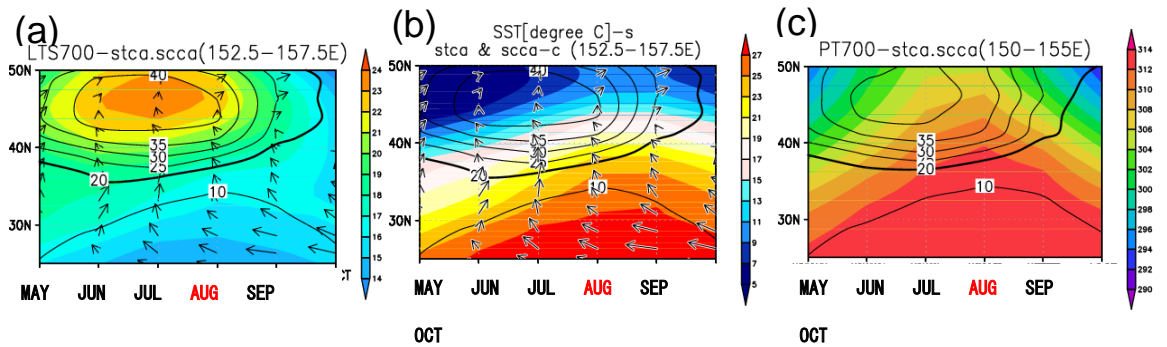 (a)
LTS700-stca.scca(152.5-157.5E)
50N
40N
30N
40
35
30
25
20
10
24
23
22
21
20
19
18
17
16
15
14
MAY JUN JUL AUG SEP
(b)
SST[degree C]-s
stca & scca-c (152.5-157.5E)
50N
40N
30N
40
35
30
20
10
27
25
23
21
19
17
15
13
11
9
7
5
MAY JUN JUL AUG SEP
OCT
(c)
PT700-stca.scca(150-155E)
50N
40N
30N
35
30
20
10
314
312
310
308
306
304
302
300
298
296
294
292
290
290
MAY JUN JUL AUG SEP
OCT